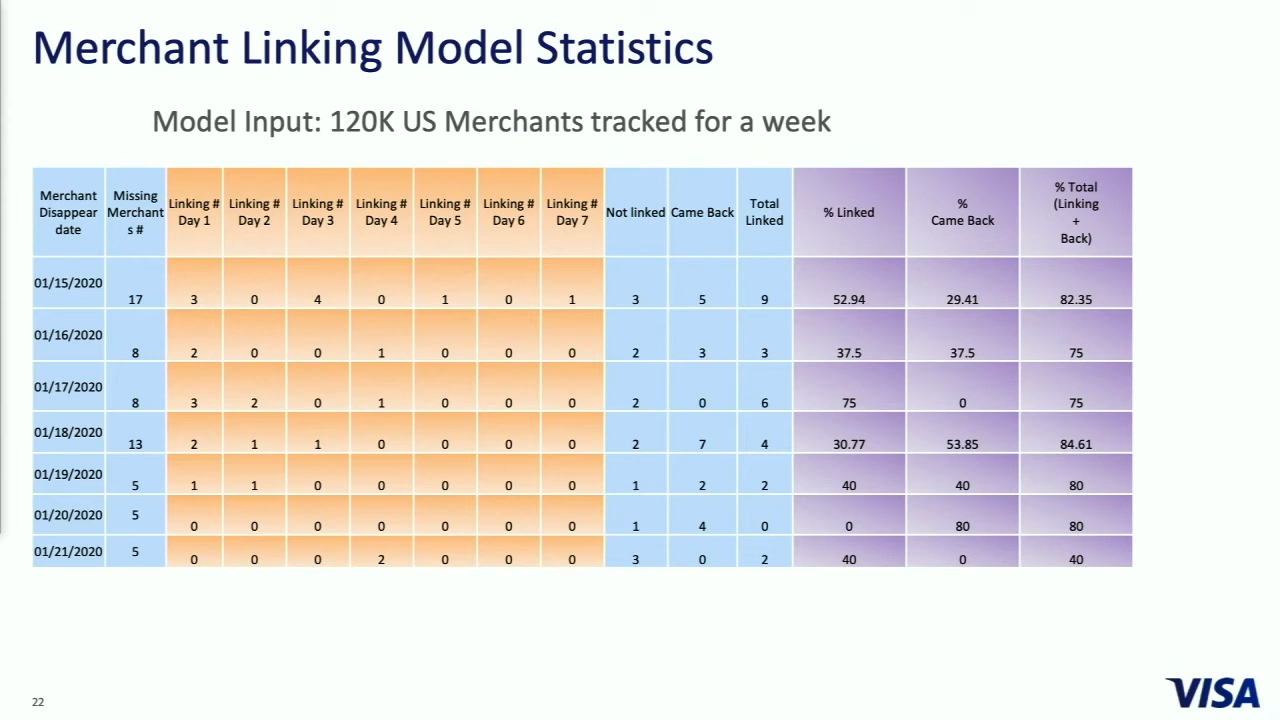 Merchant Linking Model Statistics
Model Input: 120K US Merchants tracked for a week
Merchant Disappear date | Missing Merchant s # | Linking # Day 1 | Linking # Day 2 | Linking # Day 3 | Linking # Day 4 | Linking # Day 5 | Linking # Day 6 | Linking # Day 7 | Not linked | Came Back | Total Linked | % Linked | % Came Back | % Total (Linking + Back)
01/15/2020 | 17 | 3 | 0 | 4 | 0 | 1 | 0 | 1 | 3 | 5 | 9 | 52.94 | 29.41 | 82.35
01/16/2020 | 8 | 2 | 0 | 0 | 1 | 0 | 0 | 0 | 2 | 3 | 3 | 37.5 | 37.5 | 75
01/17/2020 | 8 | 3 | 2 | 0 | 1 | 0 | 0 | 0 | 2 | 0 | 6 | 75 | 0 | 75
01/18/2020 | 13 | 2 | 1 | 1 | 0 | 0 | 0 | 0 | 2 | 7 | 4 | 30.77 | 53.85 | 84.61
01/19/2020 | 5 | 1 | 1 | 0 | 0 | 0 | 0 | 0 | 1 | 2 | 2 | 40 | 40 | 80
01/20/2020 | 5 | 0 | 0 | 0 | 0 | 0 | 0 | 0 | 1 | 4 | 0 | 0 | 80 | 80
01/21/2020 | 5 | 0 | 0 | 0 | 2 | 0 | 0 | 0 | 3 | 0 | 2 | 40 | 0 | 40
22
VISA